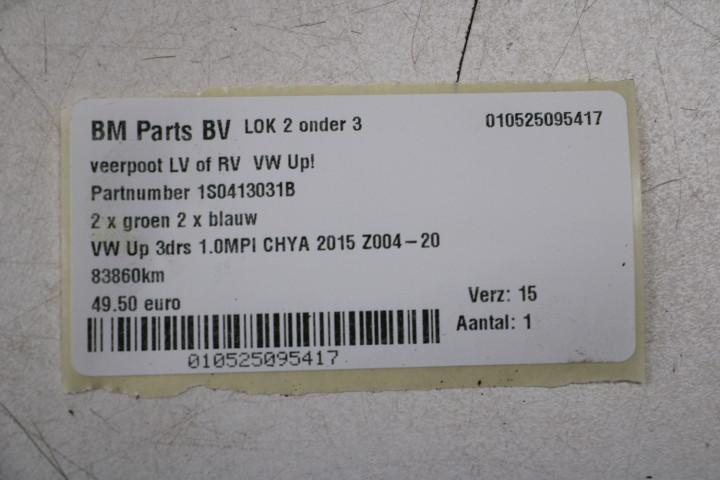 BM Parts BV LOK 2 onder 3 010525095417
veerpoot LV of RV VW Up!
Partnumber 1S0413031B
2 x groen 2 x blauw
VW Up 3drs 1.0MPI CHYA 2015 Z004-20
83860km
49.50 euro
Verz: 15
Aantal: 1
010525095417